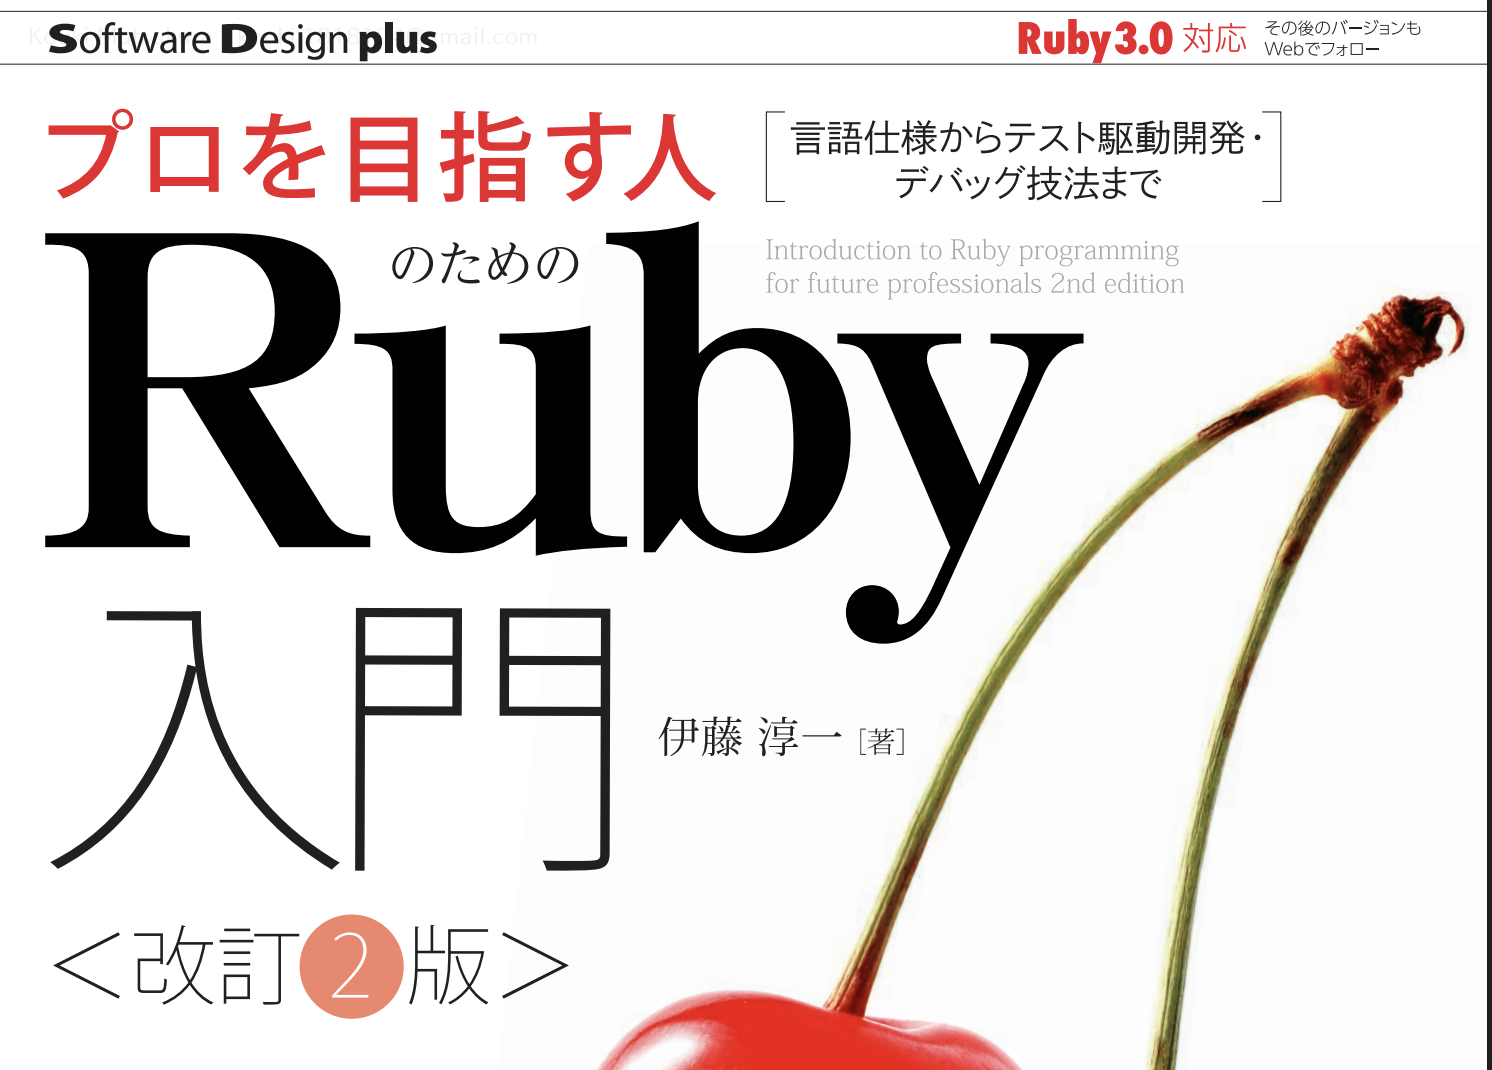 Software Design plus
Ruby3.0 対応
その後のバージョンも
Webでフォロー
プロを目指す人
言語仕様からテスト駆動開発・
デバッグ技法まで
のための
Ruby
Introduction to Ruby programming
for future professionals 2nd edition
入門
伊藤 淳一 [著]
<改訂2版>